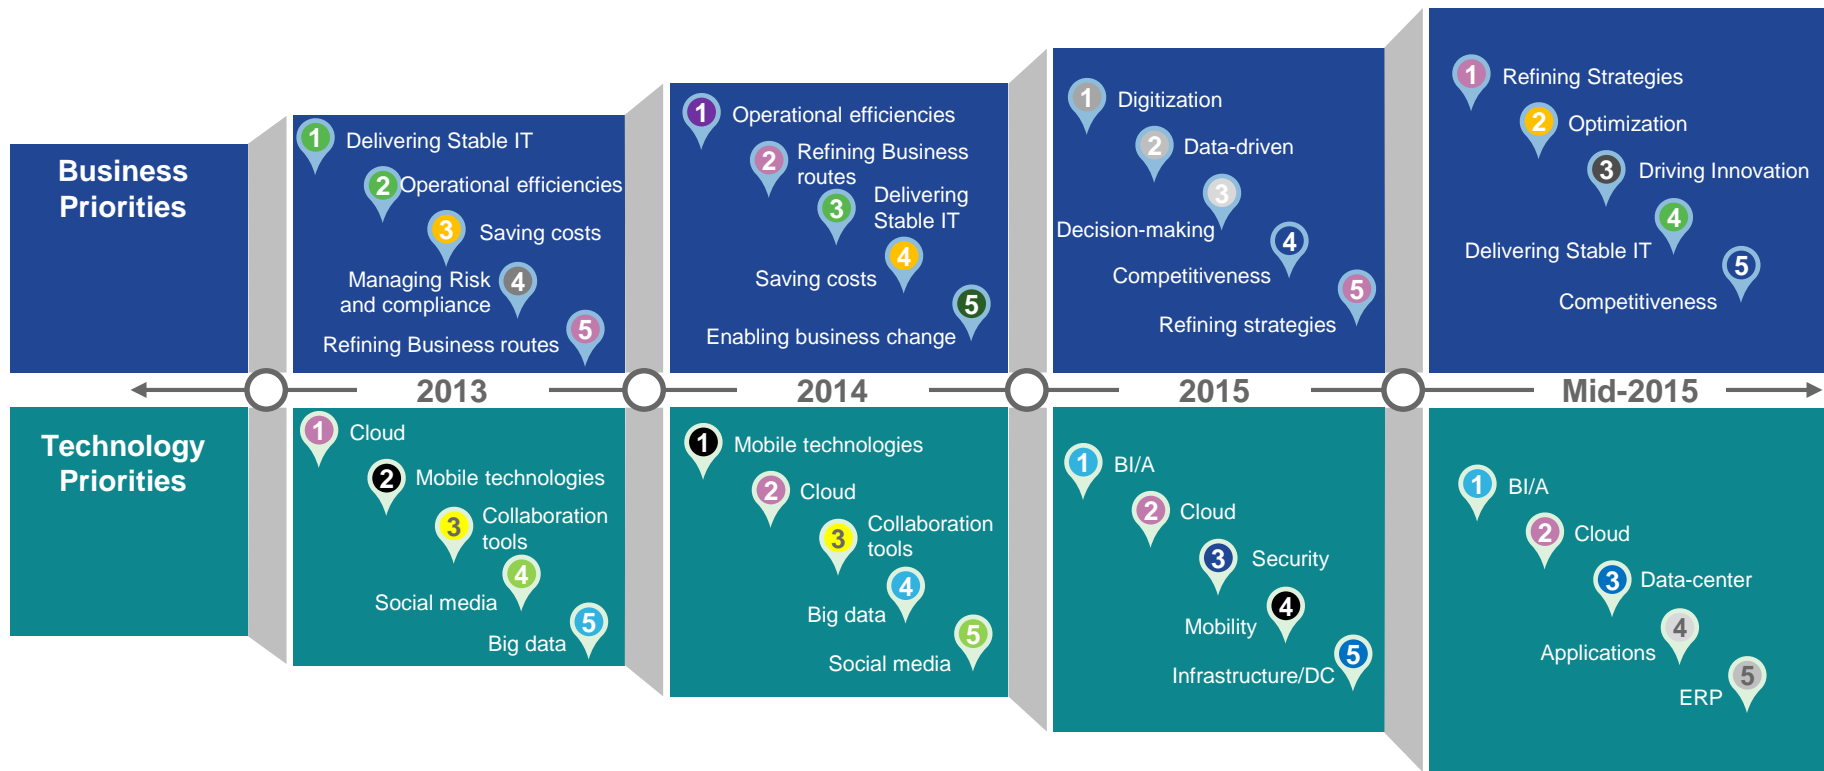 Business
Priorities
1 Delivering Stable IT
2 Operational efficiencies
3 Saving costs
Managing Risk
and compliance 4
Refining Business routes 5
1 Operational efficiencies
2 Refining Business
routes
3 Delivering
Stable IT
Saving costs 4
Enabling business change 5
1 Digitization
2 Data-driven
3
Decision-making
4
Competitiveness
5
Refining strategies
1 Refining Strategies
2 Optimization
3 Driving Innovation
4
Delivering Stable IT
5
Competitiveness
2013
2014
2015
Mid-2015
Technology
Priorities
1 Cloud
2 Mobile technologies
3 Collaboration
tools
4
Social media
5
Big data
1 Mobile technologies
2 Cloud
3 Collaboration
tools
4
Big data
5
Social media
1 BI/A
2 Cloud
3 Security
4
Mobility
5
Infrastructure/DC
1 BI/A
2 Cloud
3 Data-center
4
Applications
5
ERP